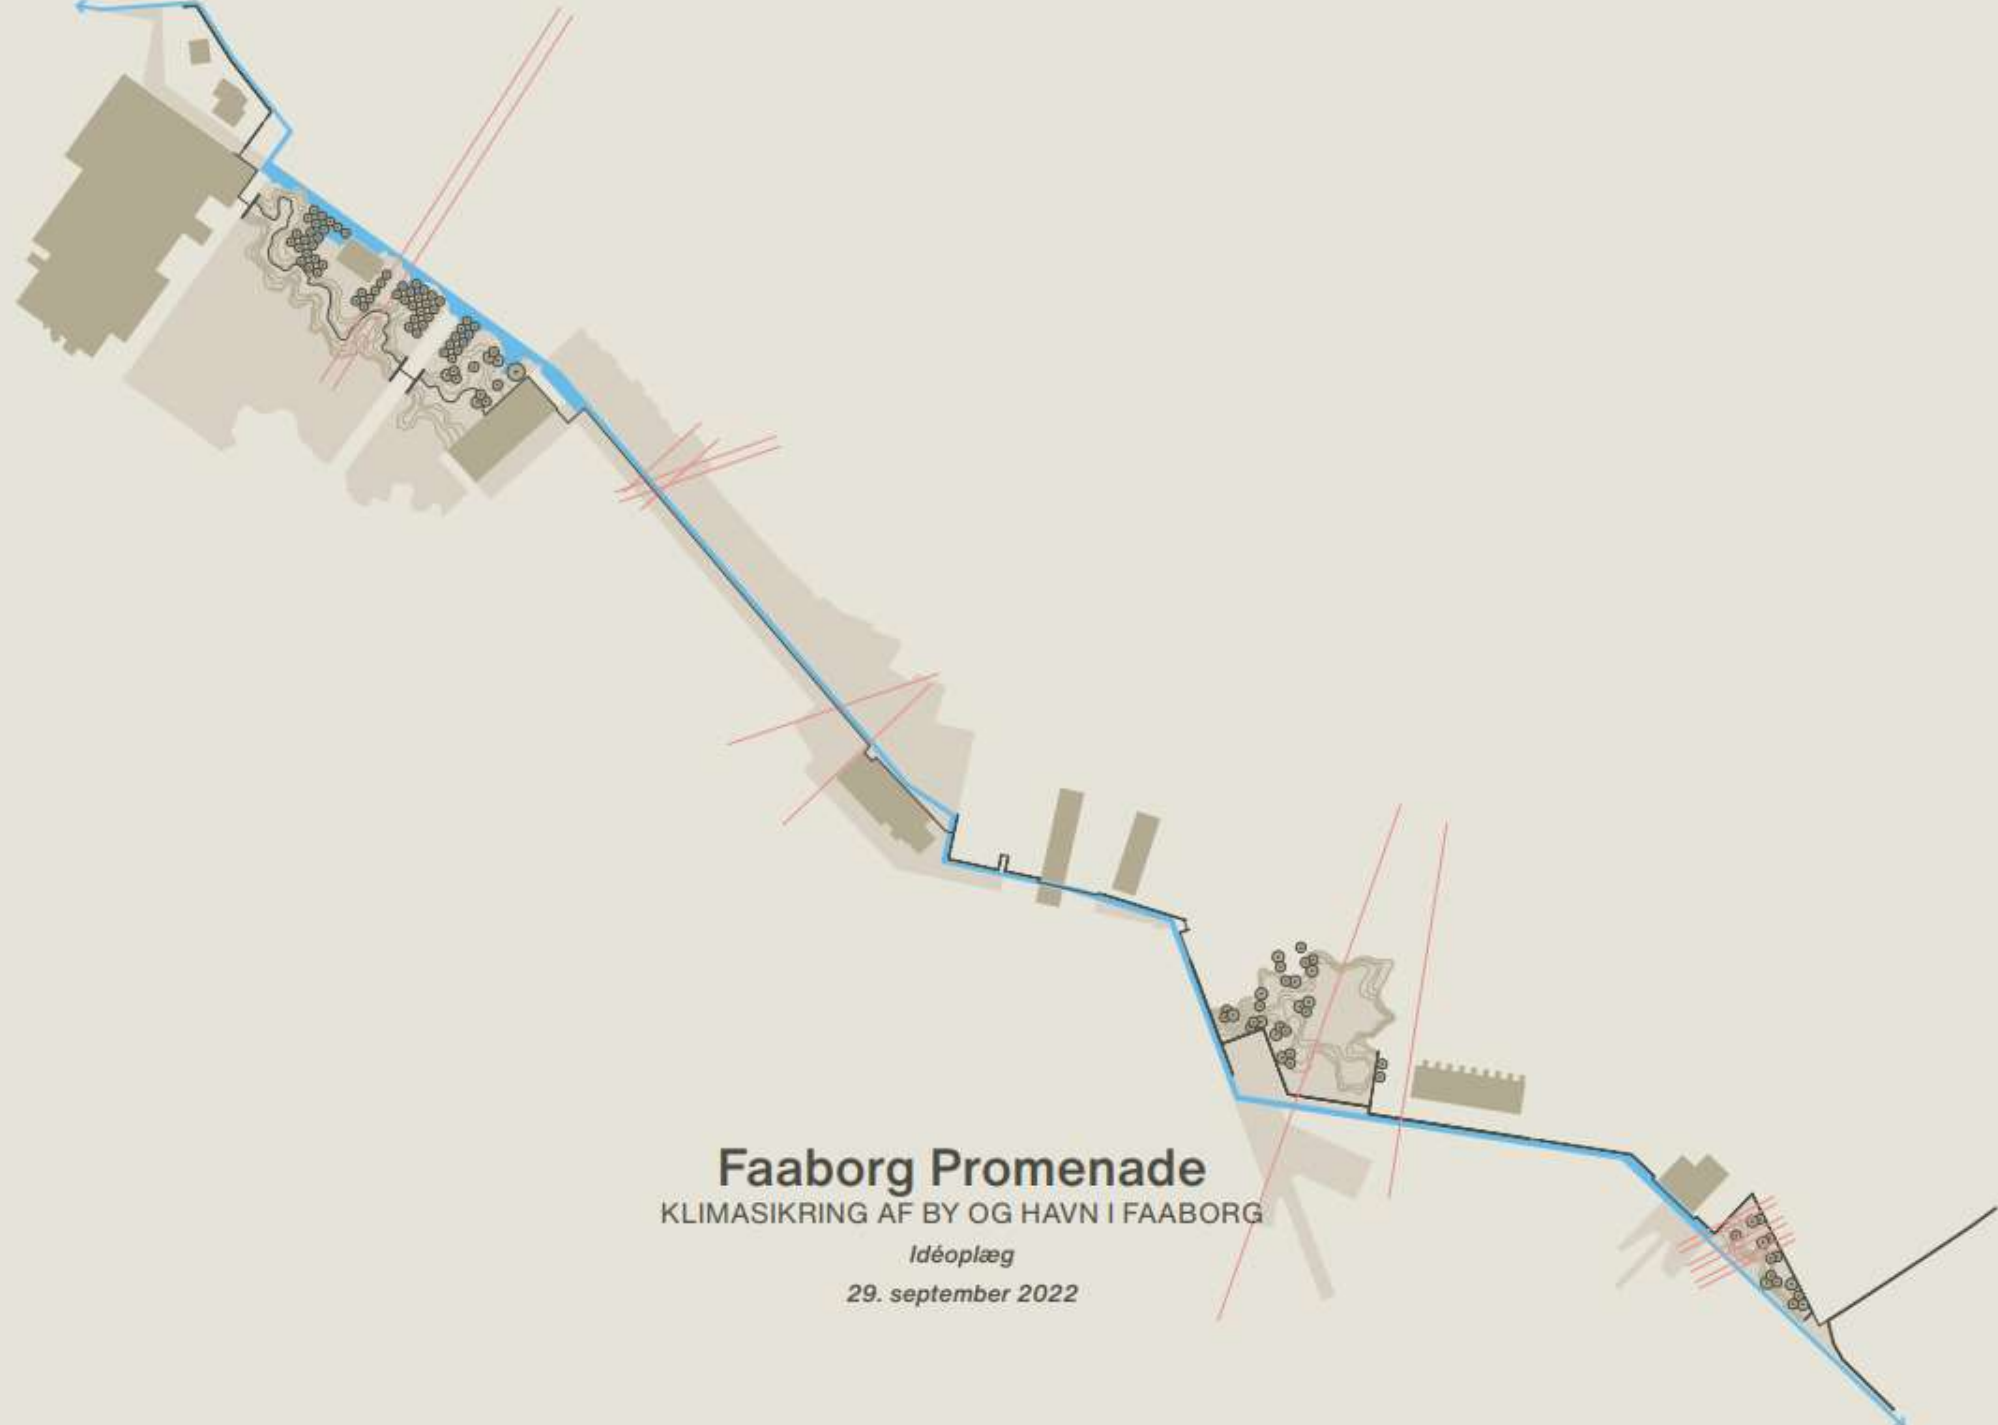 Faaborg Promenade
KLIMASIKRING AF BY OG HAVN I FAABORG
Idéoplæg
29. september 2022